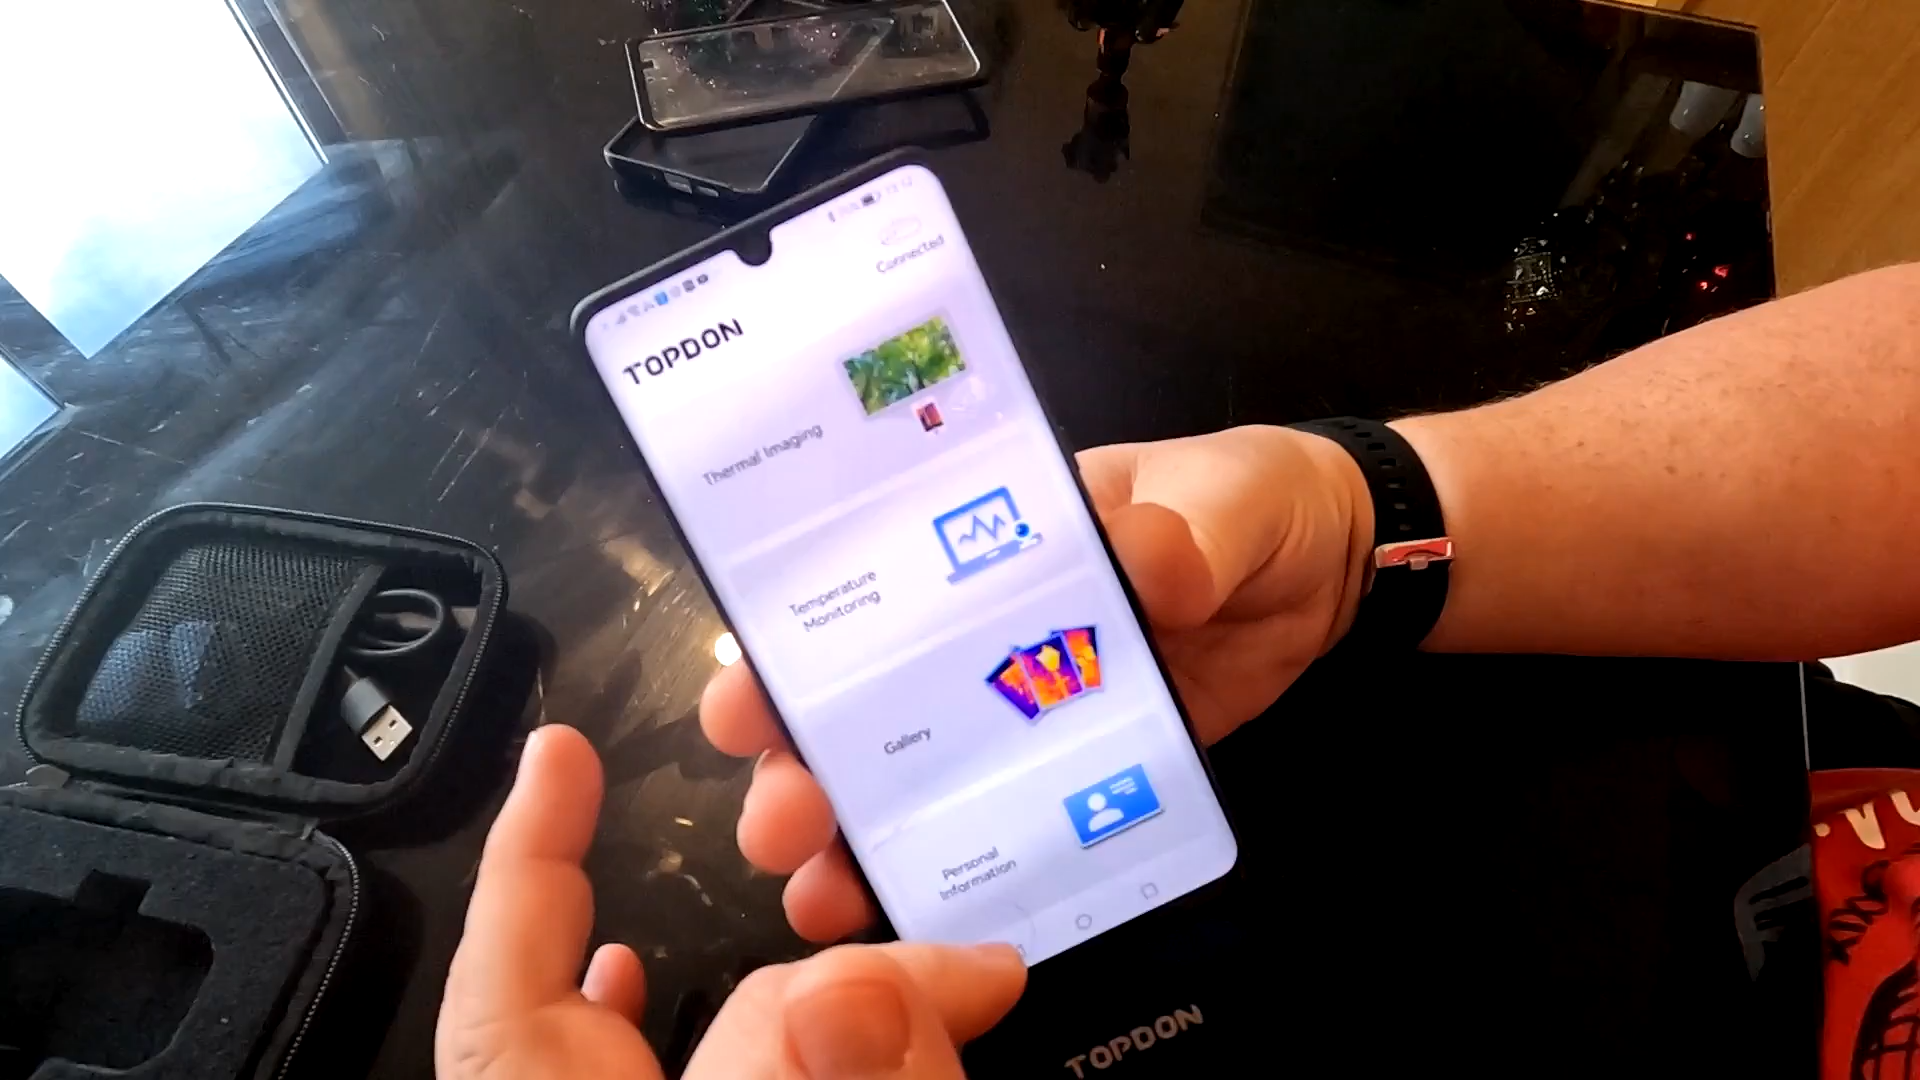 Connected
TOPDON
Thermal Imaging
Temperature
Monitoring
Gallery
Personal
Information
TOPDON